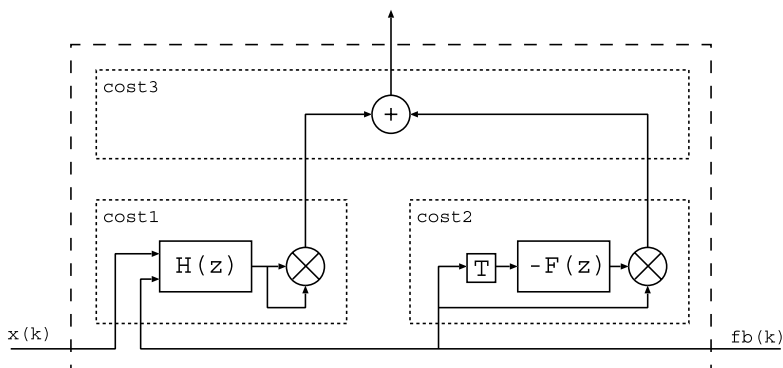 cost3
+
cost1
cost2
H(z)
T
-F(z)
x(k)
fb(k)